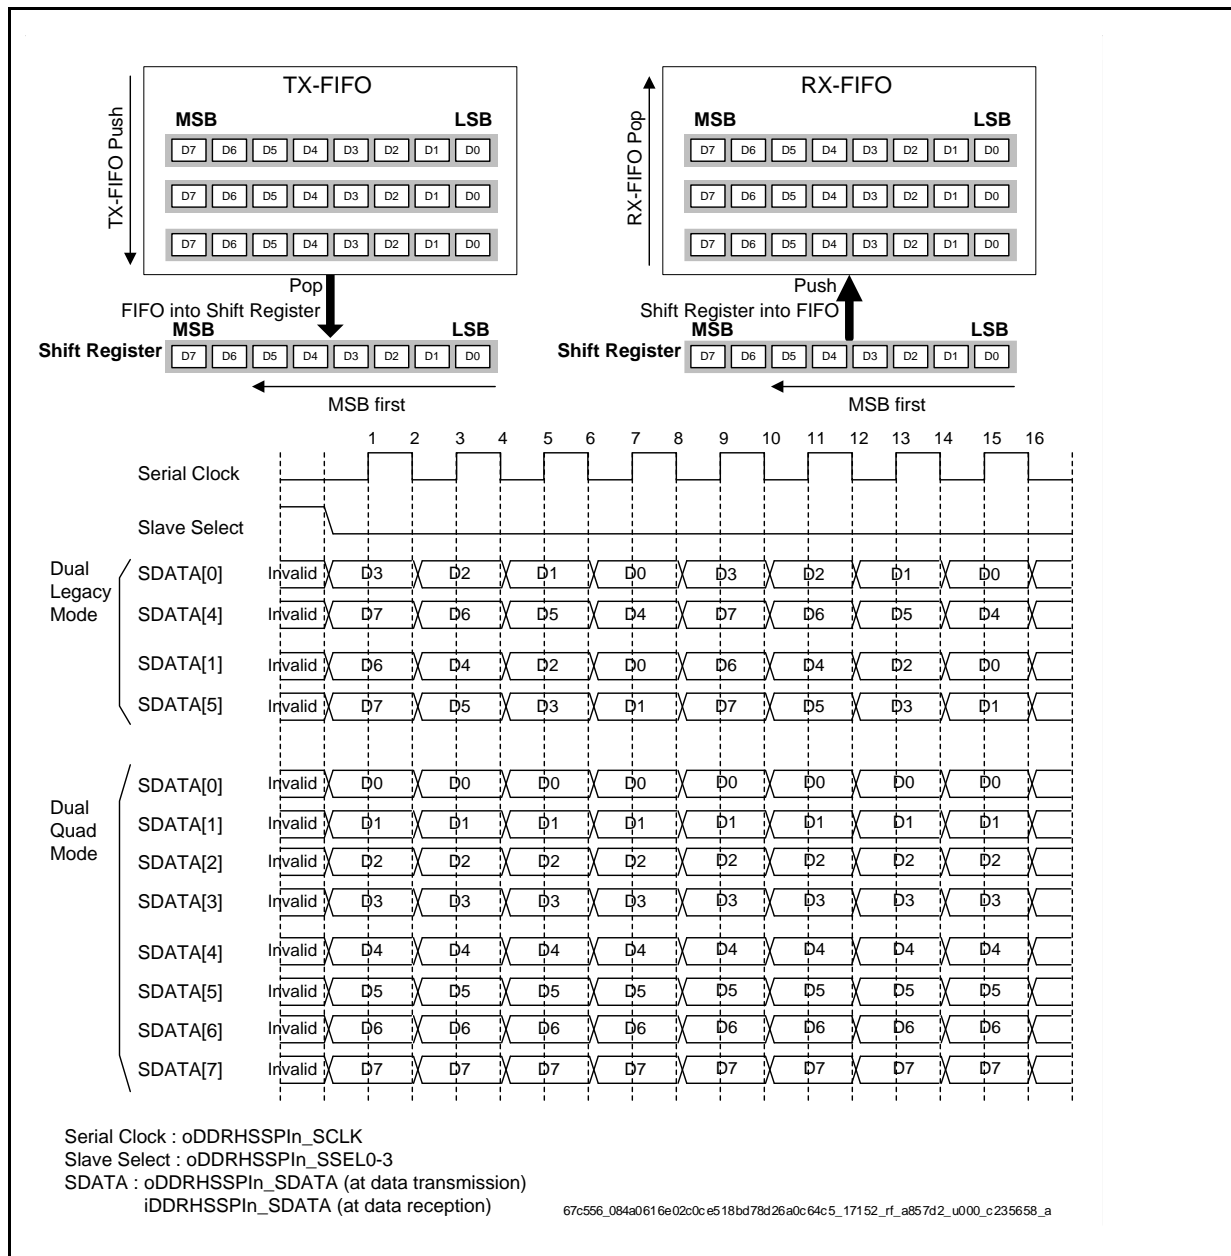 TX-FIFO
RX-FIFO
TX-FIFO Push
RX-FIFO Pop
MSB LSB
D7 D6 D5 D4 D3 D2 D1 D0
D7 D6 D5 D4 D3 D2 D1 D0
D7 D6 D5 D4 D3 D2 D1 D0
MSB LSB
D7 D6 D5 D4 D3 D2 D1 D0
D7 D6 D5 D4 D3 D2 D1 D0
D7 D6 D5 D4 D3 D2 D1 D0
Pop
FIFO into Shift Register
MSB LSB
Shift Register D7 D6 D5 D4 D3 D2 D1 D0
MSB first
Push
Shift Register into FIFO
MSB LSB
Shift Register D7 D6 D5 D4 D3 D2 D1 D0
MSB first
1 2 3 4 5 6 7 8 9 10 11 12 13 14 15 16
Serial Clock
Slave Select
Dual
Legacy
Mode
SDATA[0] Invalid D3 D2 D1 D0 D3 D2 D1 D0
SDATA[4] Invalid D7 D6 D5 D4 D7 D6 D5 D4
SDATA[1] Invalid D6 D4 D2 D0 D6 D4 D2 D0
SDATA[5] Invalid D7 D5 D3 D1 D7 D5 D3 D1
Dual
Quad
Mode
SDATA[0] Invalid D0 D0 D0 D0 D0 D0 D0 D0
SDATA[1] Invalid D1 D1 D1 D1 D1 D1 D1 D1
SDATA[2] Invalid D2 D2 D2 D2 D2 D2 D2 D2
SDATA[3] Invalid D3 D3 D3 D3 D3 D3 D3 D3
SDATA[4] Invalid D4 D4 D4 D4 D4 D4 D4 D4
SDATA[5] Invalid D5 D5 D5 D5 D5 D5 D5 D5
SDATA[6] Invalid D6 D6 D6 D6 D6 D6 D6 D6
SDATA[7] Invalid D7 D7 D7 D7 D7 D7 D7 D7
Serial Clock : oDDRHSSPIn_SCLK
Slave Select : oDDRHSSPIn_SSEL0-3
SDATA : oDDRHSSPIn_SDATA (at data transmission)
iDDRHSSPIn_SDATA (at data reception)
67c556_084a0616e02c0ce518bd78d26a0c64c5_17152_rf_a857d2_u000_c235658_a